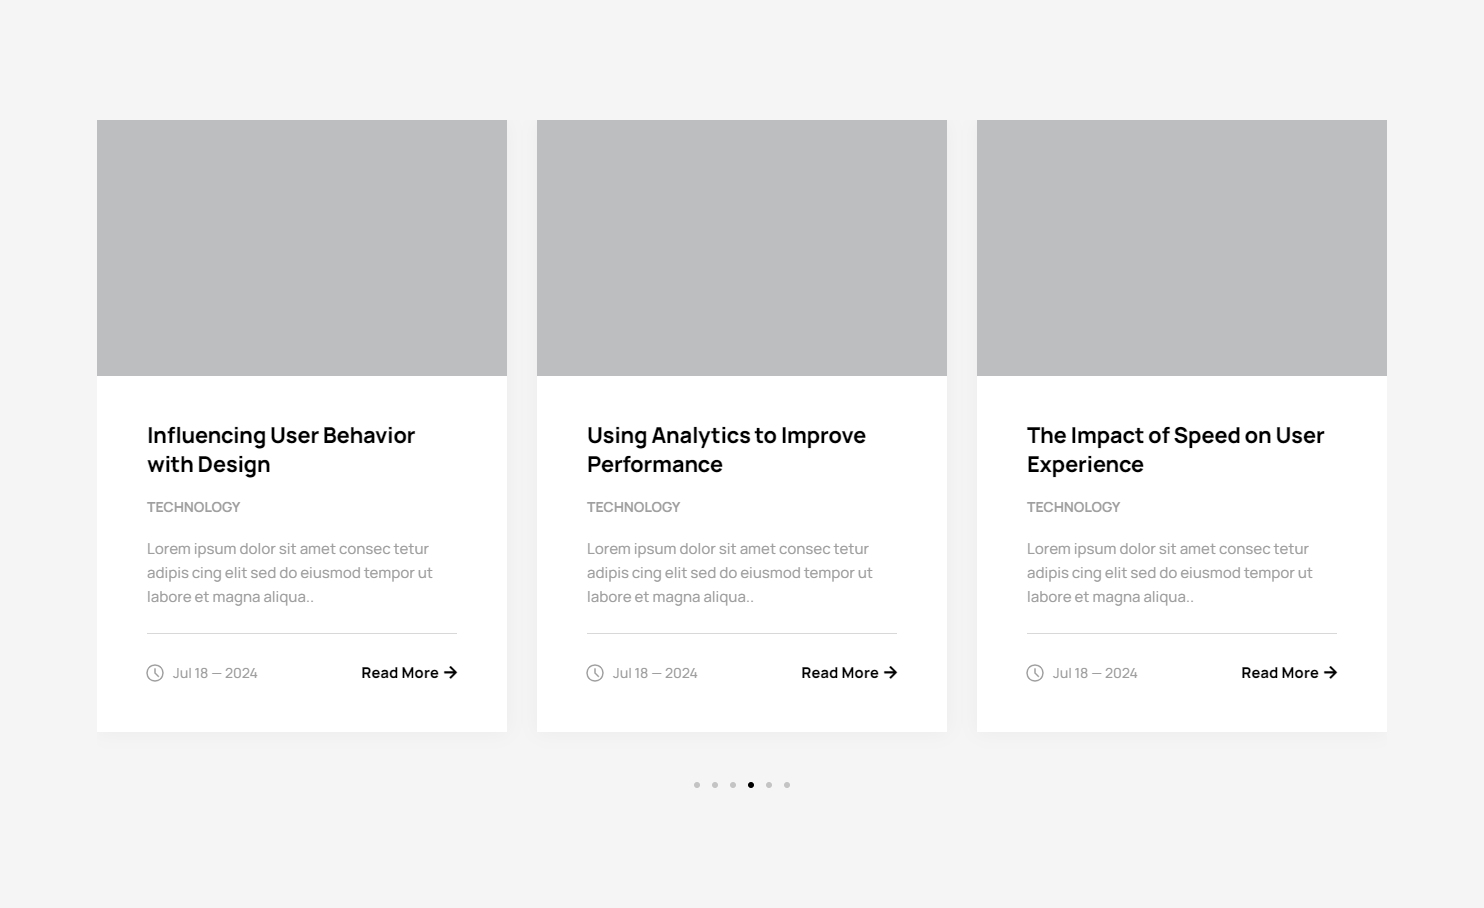 Influencing User Behavior
with Design
TECHNOLOGY
Lorem ipsum dolor sit amet consec tetur
adipis cing elit sed do eiusmod tempor ut
labore et magna aliqua..
Jul 18 — 2024
Read More →
Using Analytics to Improve
Performance
TECHNOLOGY
Lorem ipsum dolor sit amet consec tetur
adipis cing elit sed do eiusmod tempor ut
labore et magna aliqua..
Jul 18 — 2024
Read More →
The Impact of Speed on User
Experience
TECHNOLOGY
Lorem ipsum dolor sit amet consec tetur
adipis cing elit sed do eiusmod tempor ut
labore et magna aliqua..
Jul 18 — 2024
Read More →